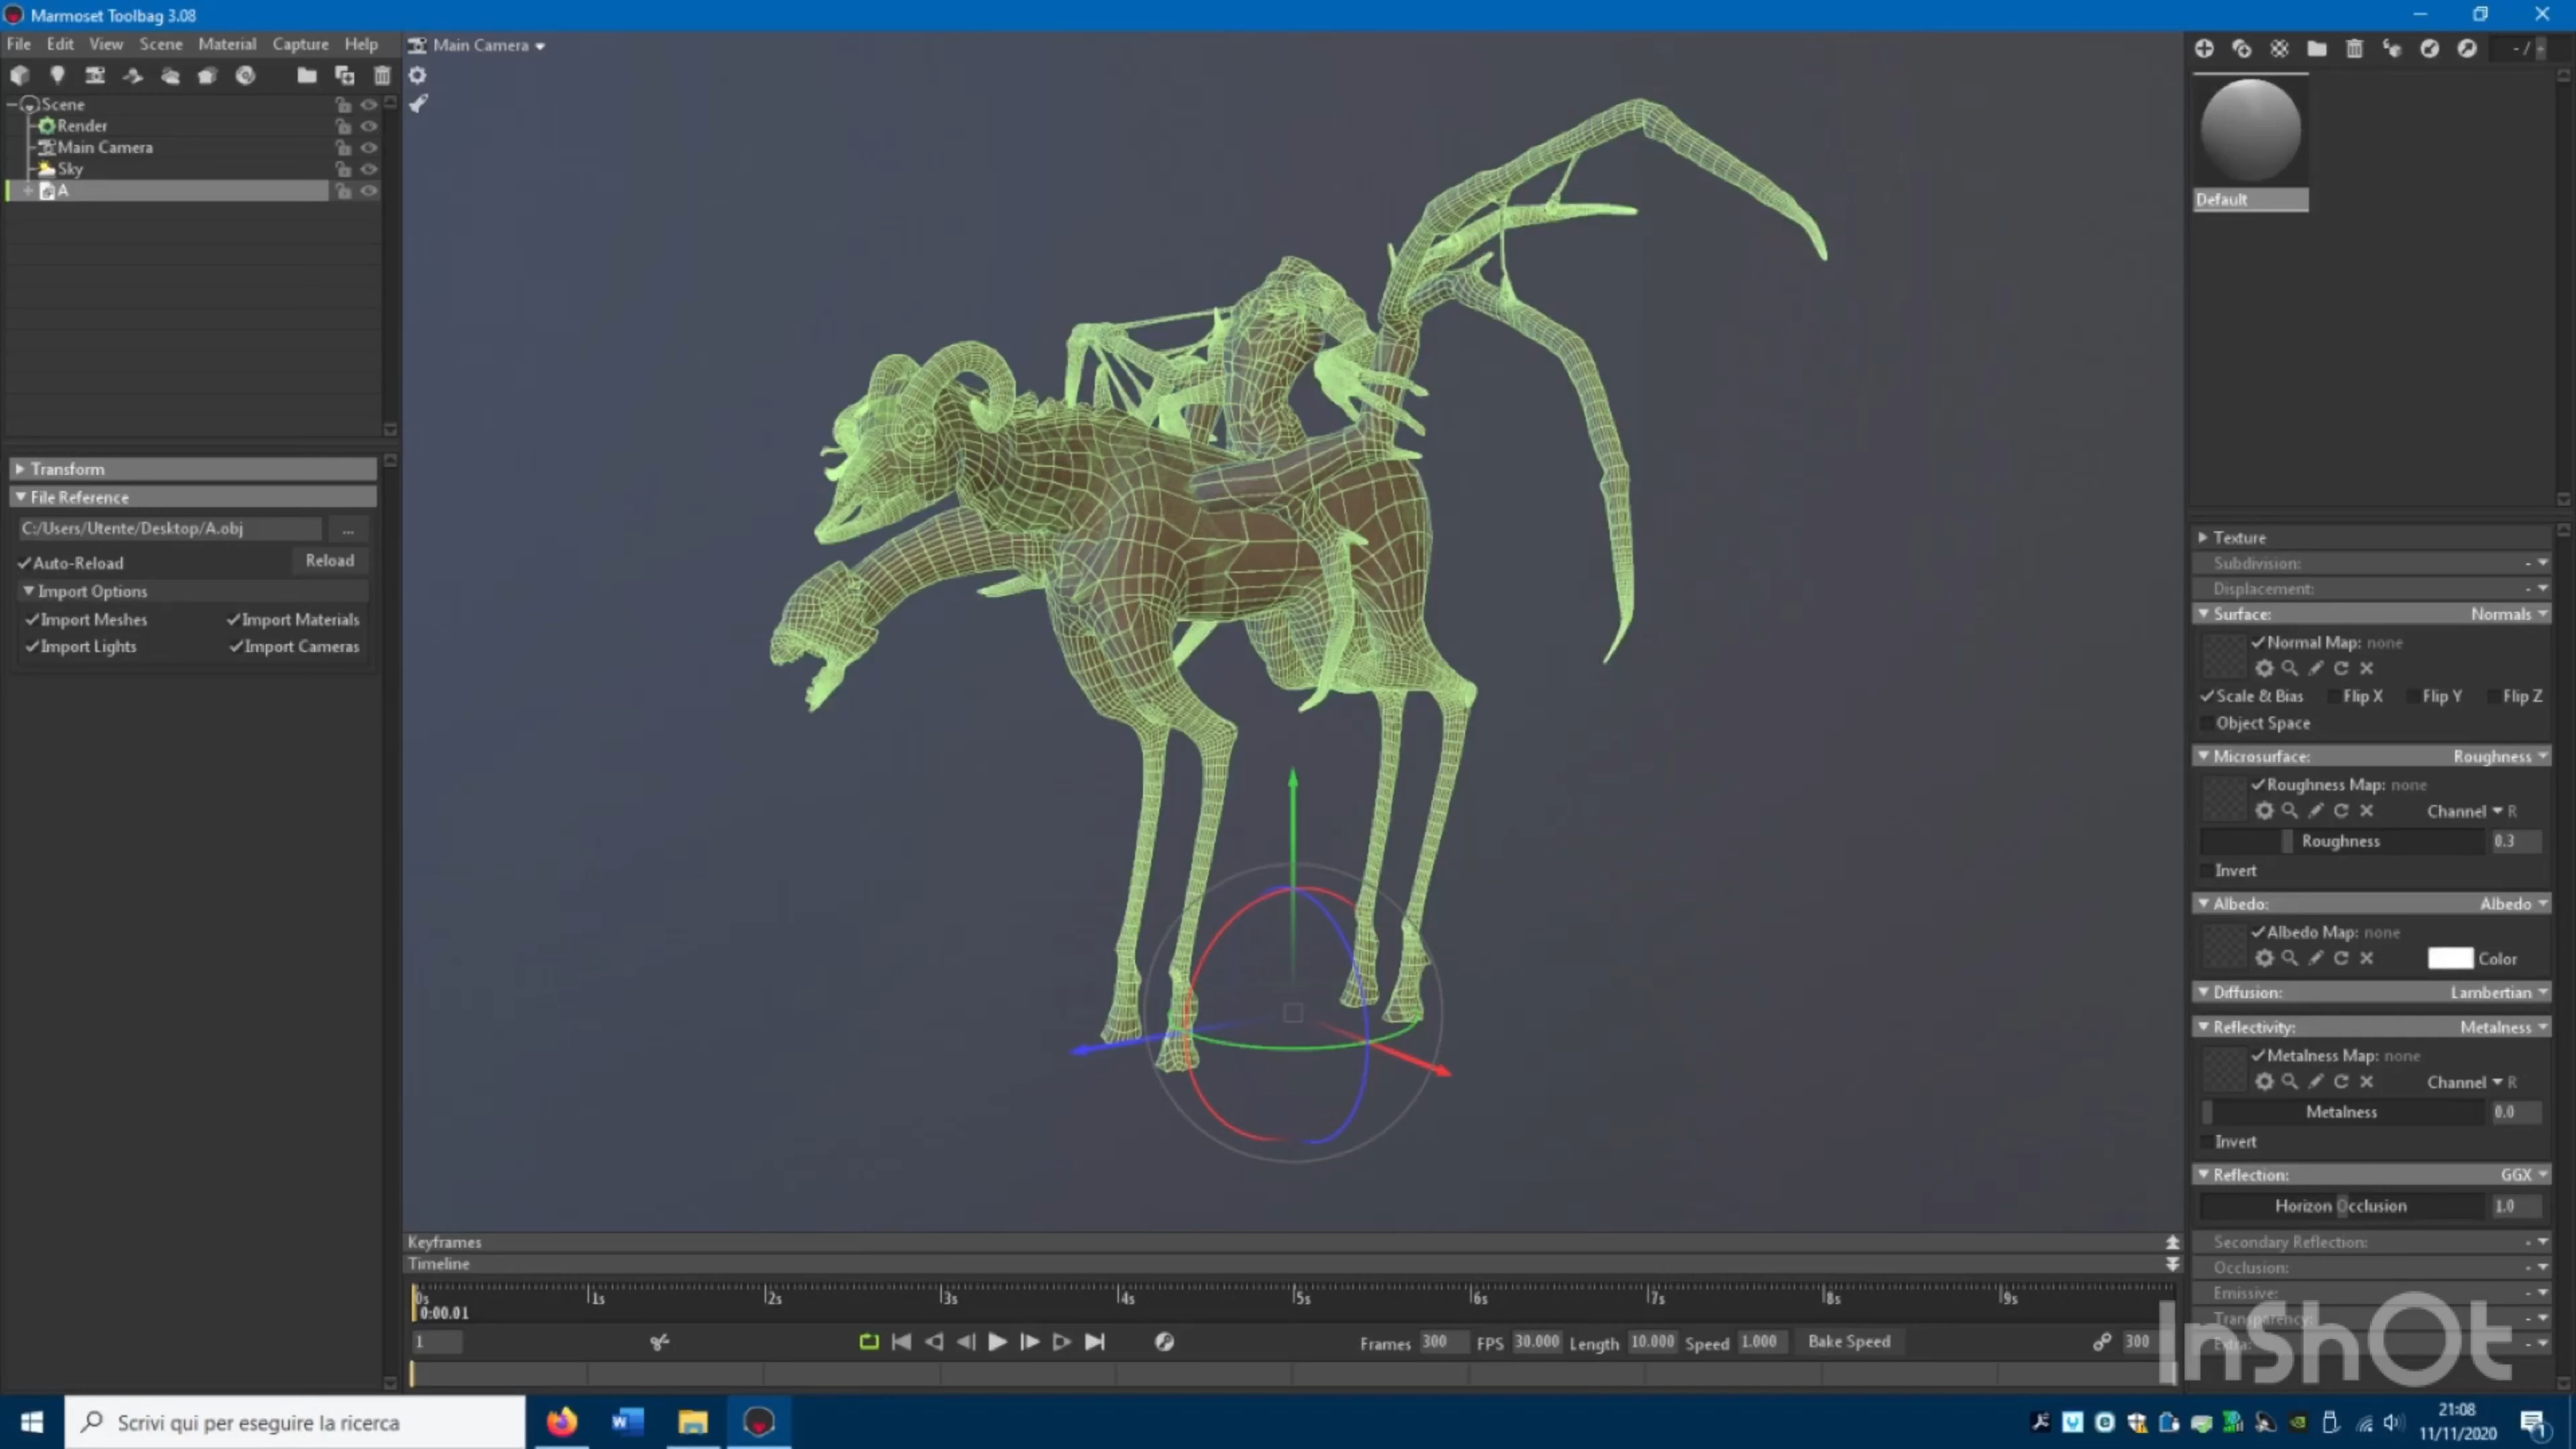 Marmoset Toolbag 3.08
File Edit View Scene Material Capture Help
Main Camera
- /
Scene
Render
Main Camera
Sky
A
Default
Transform
File Reference
C:/Users/Utente/Desktop/A.obj
...
Auto-Reload
Reload
Import Options
Import Meshes
Import Materials
Import Lights
Import Cameras
Texture
Subdivision: -
Displacement: -
Surface: Normals
Normal Map: none
Scale & Bias Flip X Flip Y Flip Z
Object Space
Microsurface: Roughness
Roughness Map: none
Channel R
Roughness 0.3
Invert
Albedo: Albedo
Albedo Map: none
Color
Diffusion: Lambertian
Reflectivity: Metalness
Metalness Map: none
Channel R
Metalness 0.0
Invert
Reflection: GGX
Horizon Occlusion 1.0
Secondary Reflection: -
Occlusion: -
Emissive: -
Transparency: -
Extra: -
InShOt
Keyframes
Timeline
0s 1s 2s 3s 4s 5s 6s 7s 8s 9s
0:00.01
1
Frames 300 FPS 30.000 Length 10.000 Speed 1.000 Bake Speed
300
Scrivi qui per eseguire la ricerca
21:08
11/11/2020
1